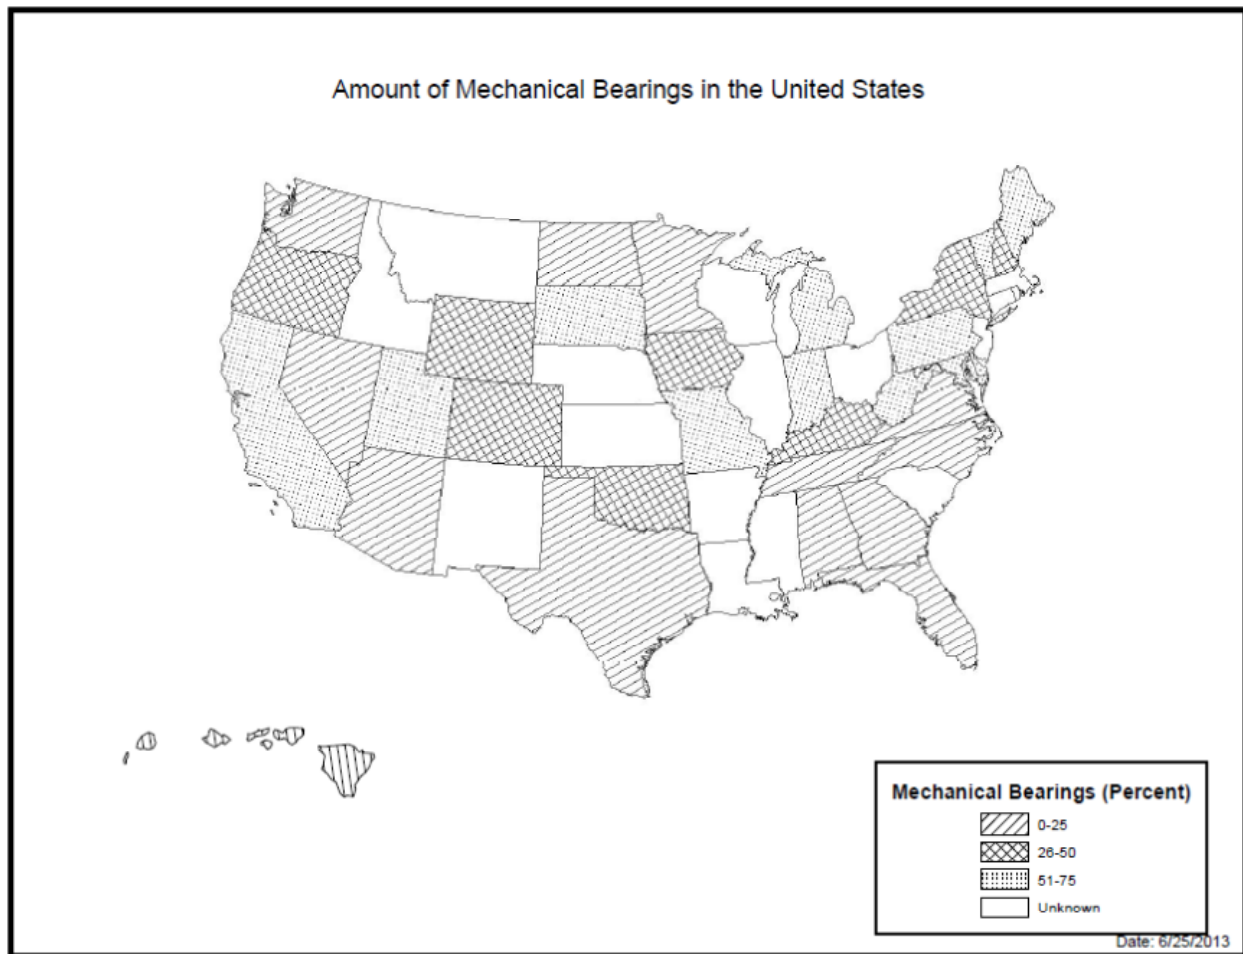 Amount of Mechanical Bearings in the United States
Mechanical Bearings (Percent)
0-25
26-50
51-75
Unknown
Date: 6/25/2013